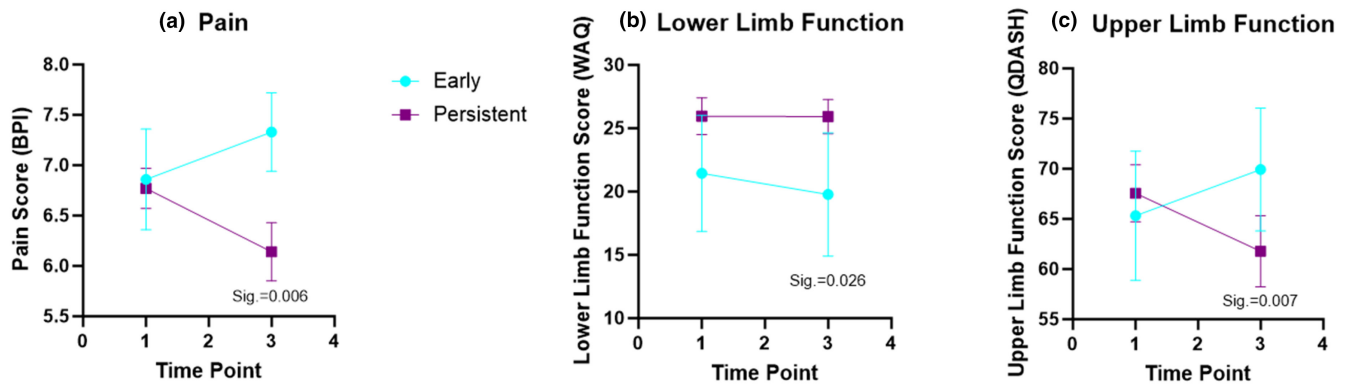 (a) Pain
Pain Score (BPI)
8.0
7.5
7.0
6.5
6.0
5.5
0 1 2 3 4
Time Point
Sig.=0.006
Early
Persistent
(b) Lower Limb Function
Lower Limb Function Score (WAQ)
30
25
20
15
10
0 1 2 3 4
Time Point
Sig.=0.026
(c) Upper Limb Function
Upper Limb Function Score (QDASH)
80
75
70
65
60
55
0 1 2 3 4
Time Point
Sig.=0.007